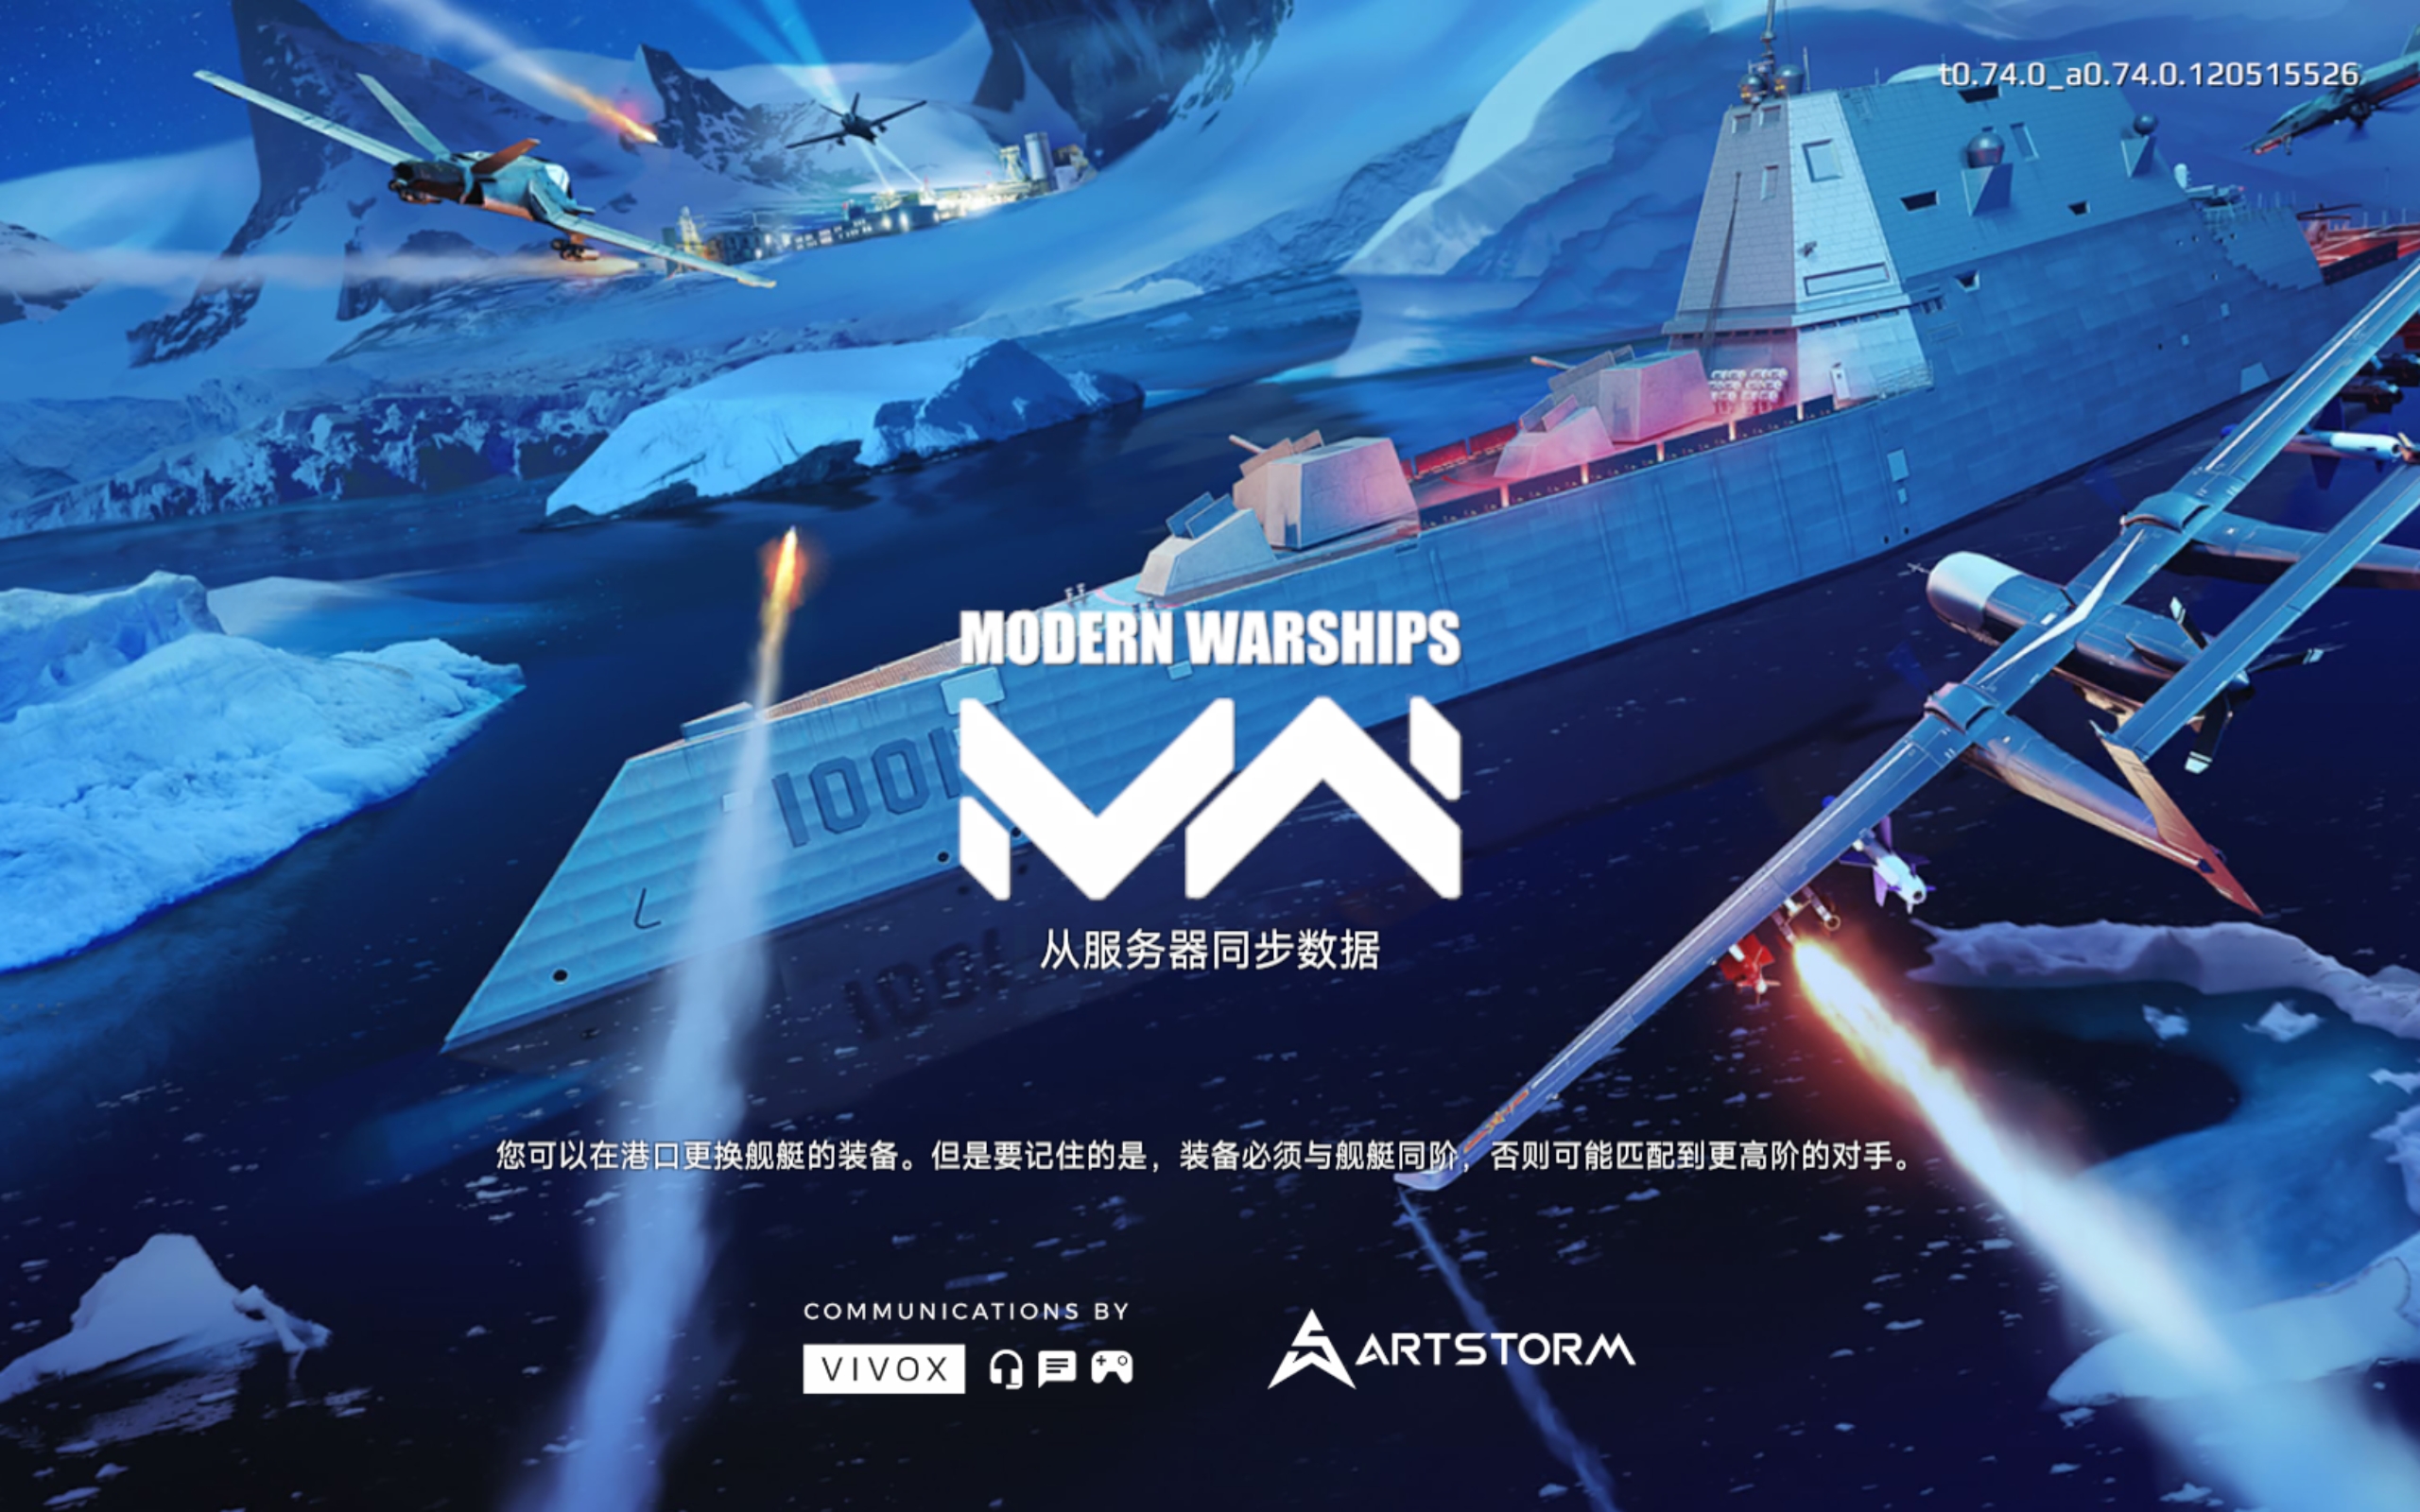 t0.74.0_a0.74.0.120515526
MODERN WARSHIPS
1001
从服务器同步数据
1001
您可以在港口更换舰艇的装备。但是要记住的是，装备必须与舰艇同阶，否则可能匹配到更高阶的对手。
COMMUNICATIONS BY
VIVOX
ARTSTORM